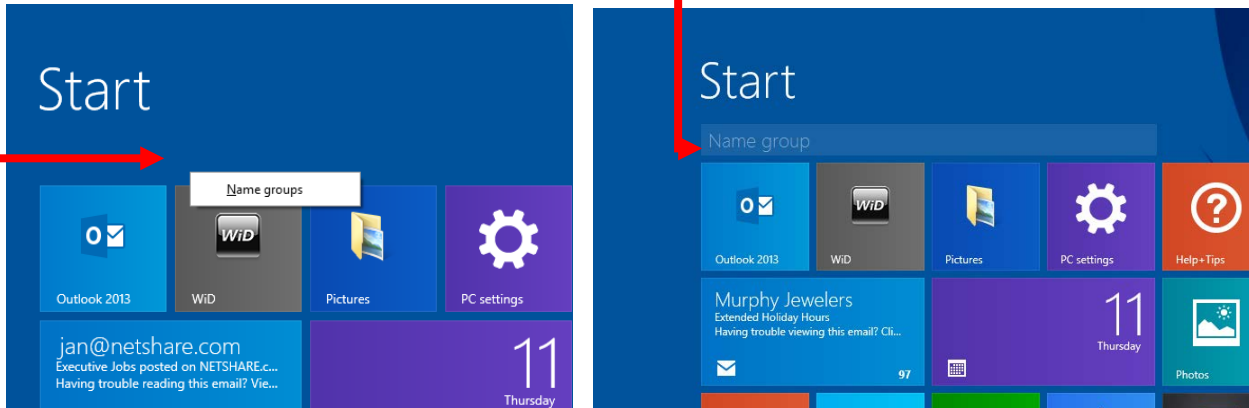 Start
Name groups
WiD
Outlook 2013
WiD
Pictures
PC settings
jan@netshare.com
Executive Jobs posted on NETSHARE.c...
Having trouble reading this email? Vie...
11
Thursday
Start
Name group
WiD
Outlook 2013
WiD
Pictures
PC settings
Help+Tips
Murphy Jewelers
Extended Holiday Hours
Having trouble viewing this email? Cli...
97
11
Thursday
Photos